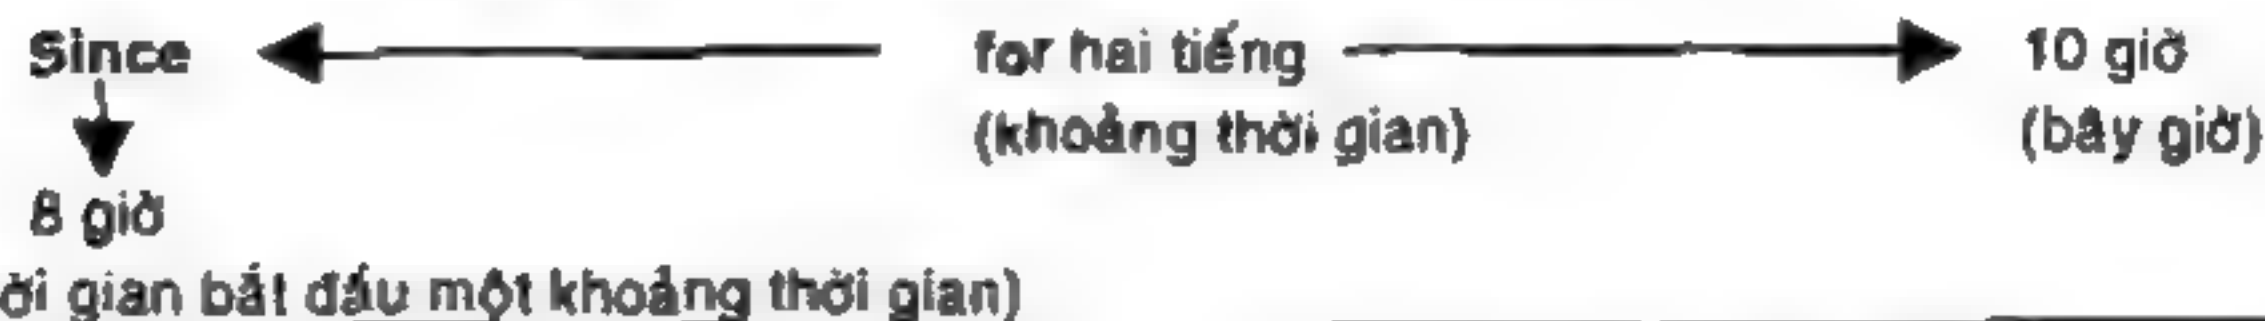 Since for hai tiếng 10 giờ
(khoảng thời gian) (bây giờ)
8 giờ
gian bắt đầu một khoảng thời gian)